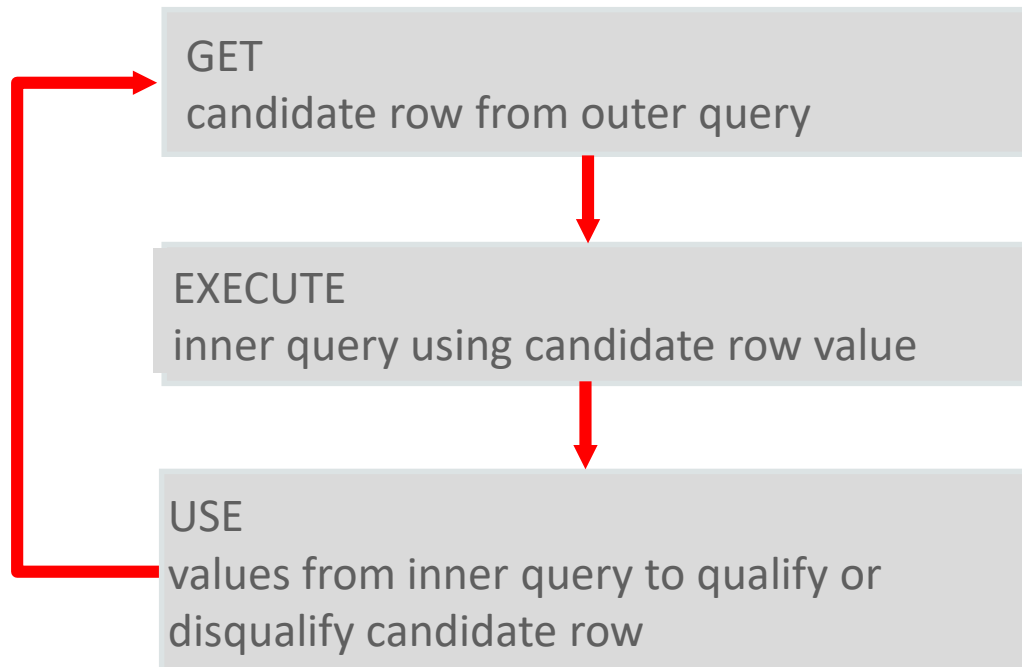 GET
candidate row from outer query
EXECUTE
inner query using candidate row value
USE
values from inner query to qualify or
disqualify candidate row